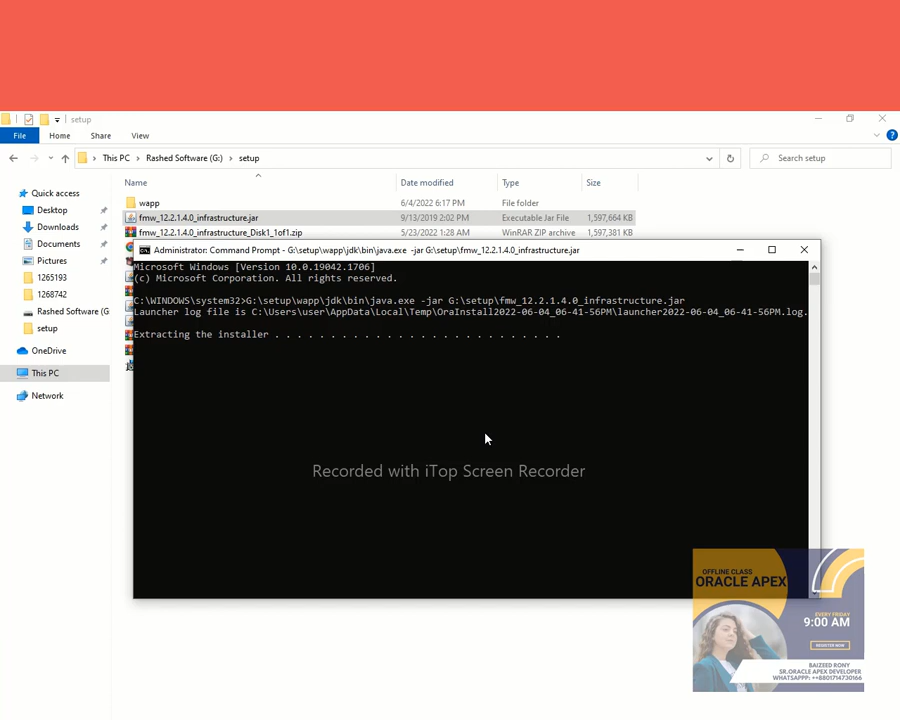 setup
File Home Share View
This PC > Rashed Software (G:) > setup
Search setup
Name Date modified Type Size
Quick access
Desktop
Downloads
Documents
Pictures
1265193
1268742
Rashed Software (G
setup
OneDrive
This PC
Network
wapp 6/4/2022 6:17 PM File folder
fmw_12.2.1.4.0_infrastructure.jar 9/13/2019 2:02 PM Executable Jar File 1,597,664 KB
fmw_12.2.1.4.0_infrastructure_Disk1_1of1.zip 5/23/2022 1:28 AM WinRAR ZIP archive 1,597,381 KB
Administrator: Command Prompt - G:\setup\wapp\jdk\bin\java.exe -jar G:\setup\fmw_12.2.1.4.0_infrastructure.jar
Microsoft Windows [Version 10.0.19042.1706]
(c) Microsoft Corporation. All rights reserved.
C:\WINDOWS\system32>G:\setup\wapp\jdk\bin\java.exe -jar G:\setup\fmw_12.2.1.4.0_infrastructure.jar
Launcher log file is C:\Users\user\AppData\Local\Temp\OraInstall2022-06-04_06-41-56PM\launcher2022-06-04_06-41-56PM.log.
Extracting the installer . . . . . . . . . . . . . . . . . . . . . . . . . .
Recorded with iTop Screen Recorder
OFFLINE CLASS
ORACLE APEX
EVERY FRIDAY
9:00 AM
REGISTER NOW
BAIZEED RONY
SR.ORACLE APEX DEVELOPER
WHATSAPPP: ++8801714730166